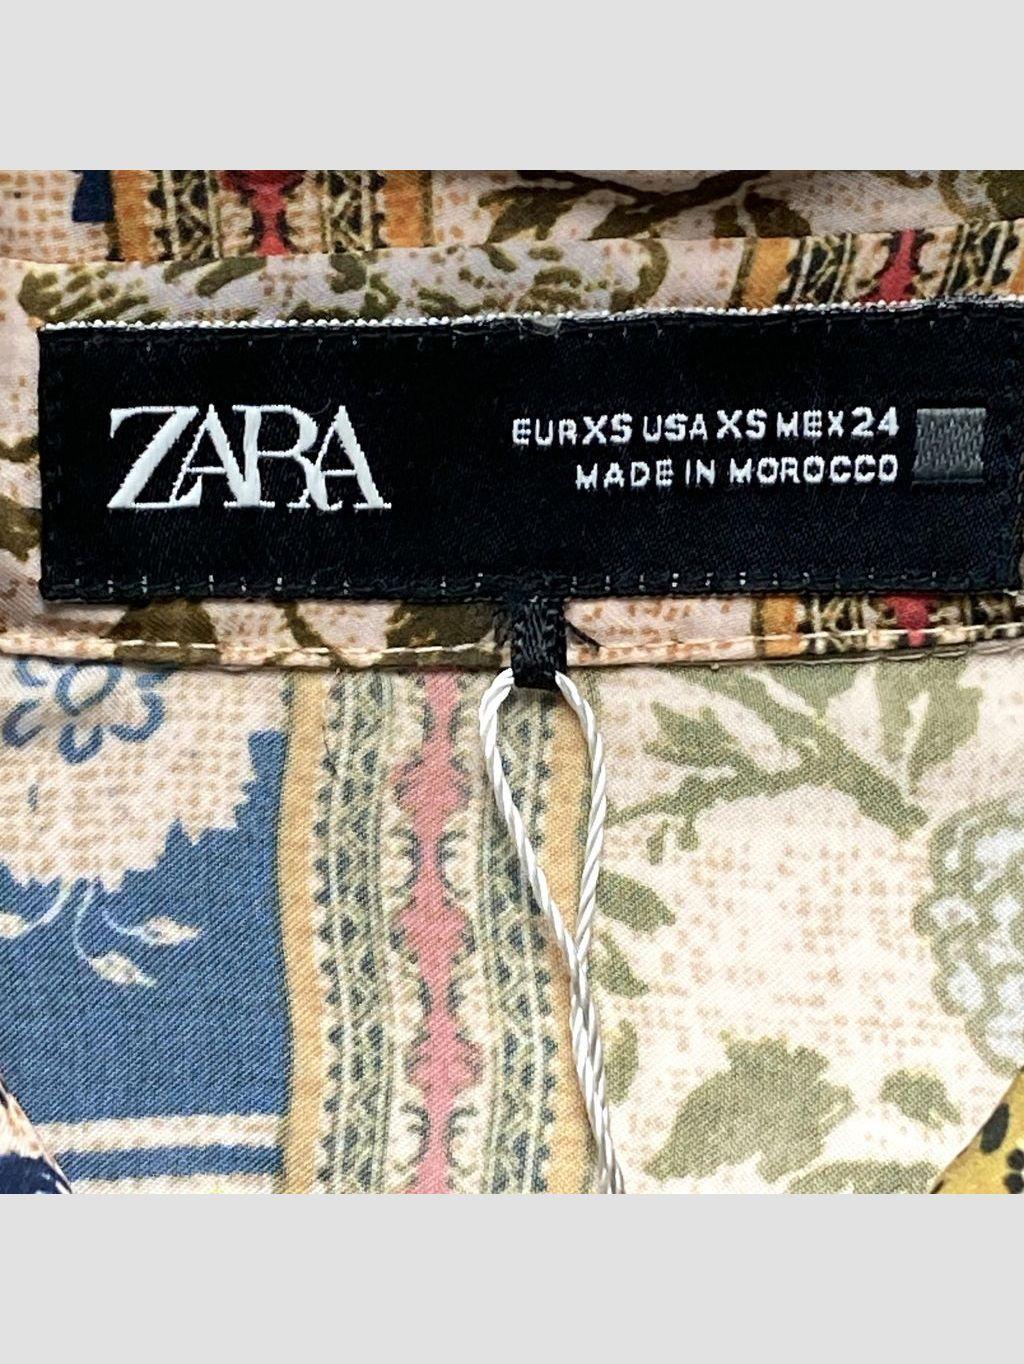 ZARA
EUR XS USA XS MEX 24
MADE IN MOROCCO